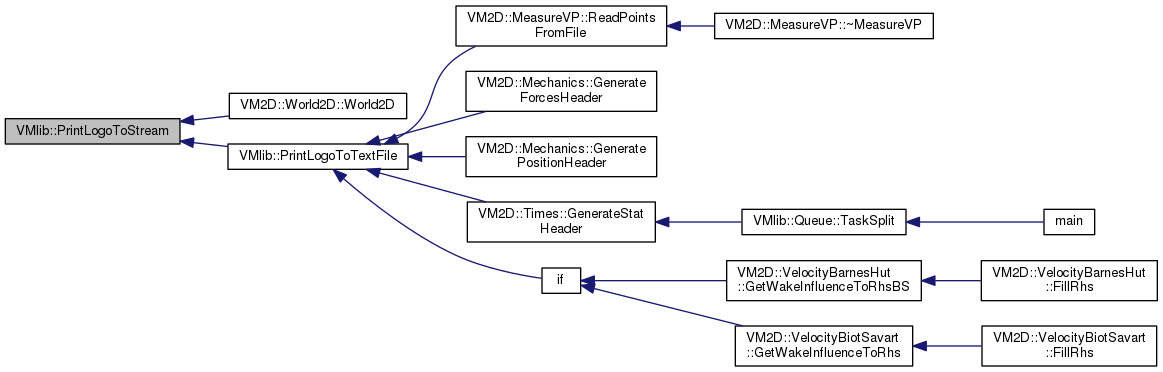 VM2D::MeasureVP::ReadPoints
FromFile
VM2D::MeasureVP::~MeasureVP
VM2D::Mechanics::Generate
ForcesHeader
VM2D::World2D::World2D
VMlib::PrintLogoToStream
VMlib::PrintLogoToTextFile
VM2D::Mechanics::Generate
PositionHeader
VM2D::Times::GenerateStat
Header
VMlib::Queue::TaskSplit
main
if
VM2D::VelocityBarnesHut
::GetWakeInfluenceToRhsBS
VM2D::VelocityBarnesHut
::FillRhs
VM2D::VelocityBiotSavart
::GetWakeInfluenceToRhs
VM2D::VelocityBiotSavart
::FillRhs